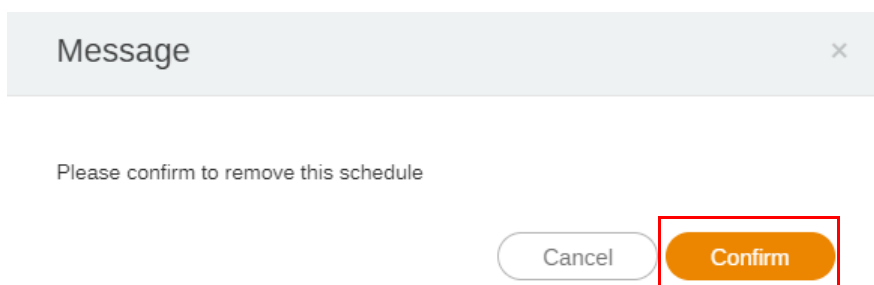 Message ×
Please confirm to remove this schedule
Cancel Confirm